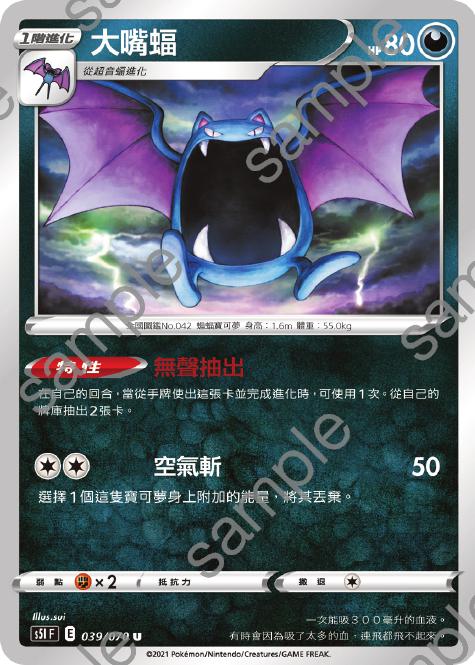 1階進化
大嘴蝠
HP80
從超音蝠進化
全國圖鑑No.042 蝙蝠寶可夢 身高：1.6m 體重：55.0kg
特性 無聲抽出
在自己的回合，當從手牌使出這張卡並完成進化時，可使用1次。從自己的
牌庫抽出2張卡。
空氣斬 50
選擇1個這隻寶可夢身上附加的能量，將其丟棄。
弱點 ×2 抵抗力 撤退
Illus.sui
一次能吸３００毫升的血液。
s5I F E 039/070 U
有時會因為吸了太多的血，連飛都飛不起來。
©2021 Pokémon/Nintendo/Creatures/GAME FREAK.
sample
sample
sample
sample
sample
sample